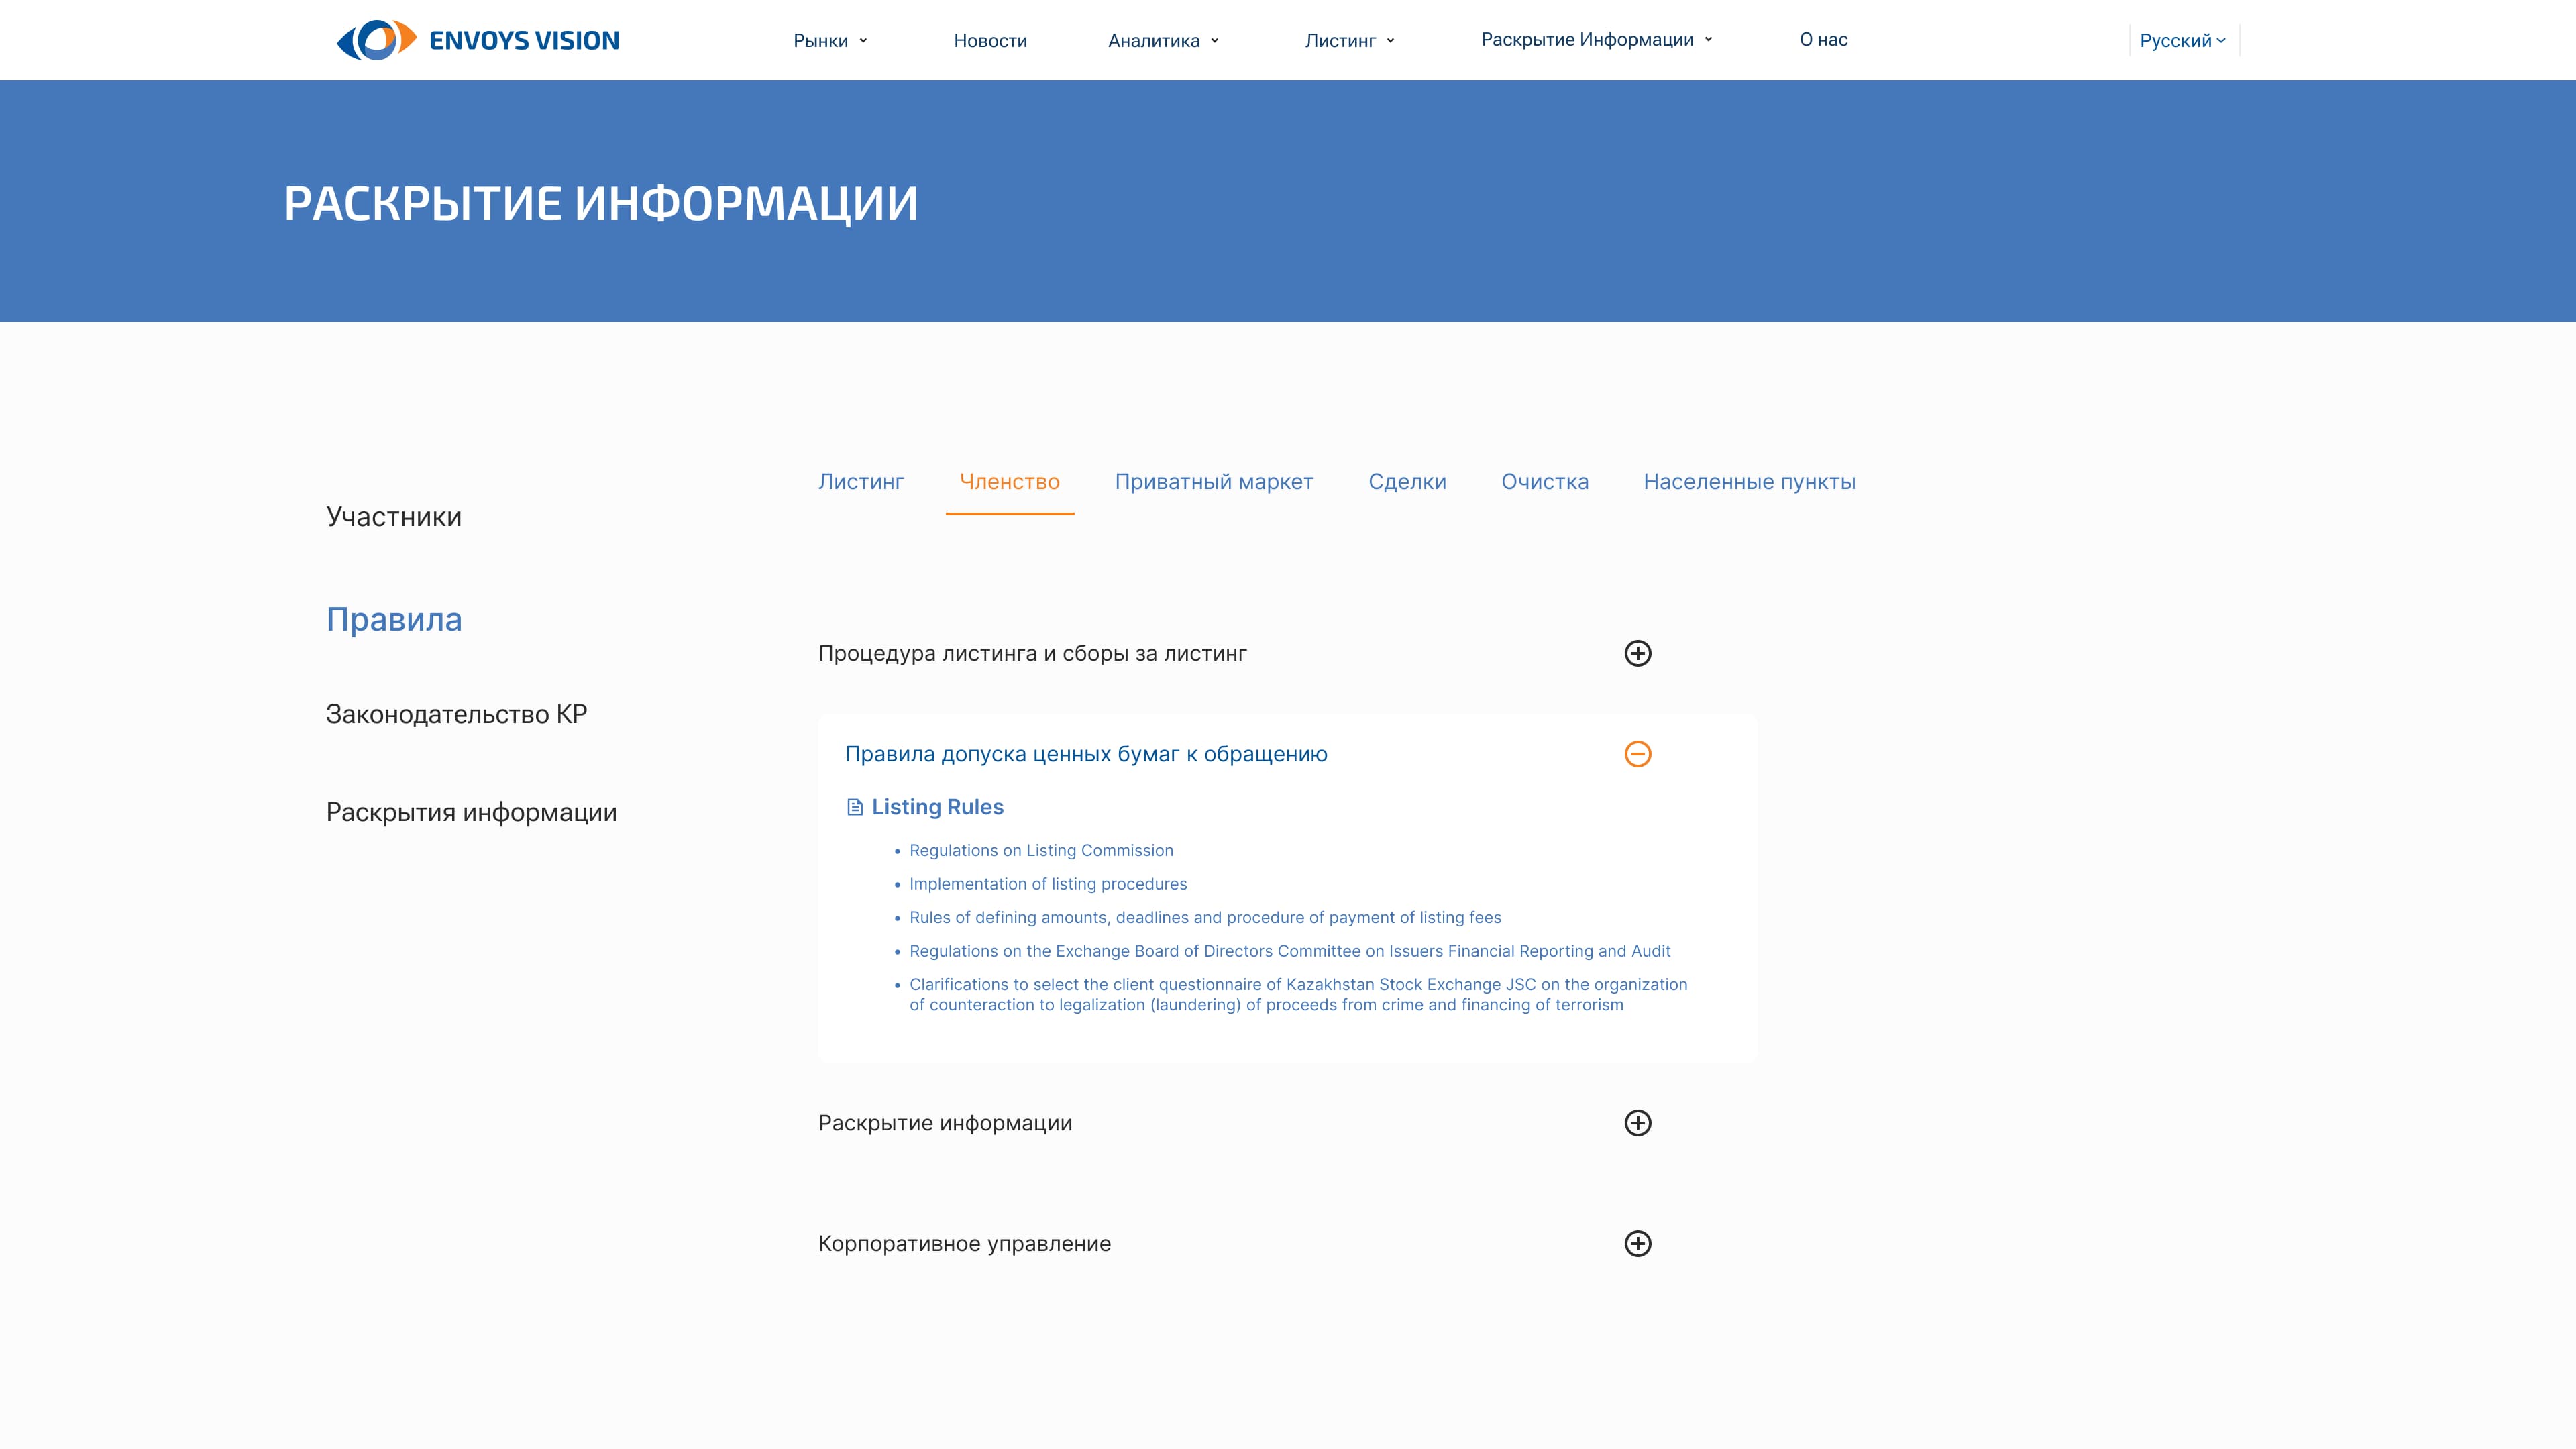 ENVOYS VISION
Рынки
Новости
Аналитика
Листинг
Раскрытие Информации
О нас
Русский
РАСКРЫТИЕ ИНФОРМАЦИИ
Участники
Правила
Законодательство КР
Раскрытия информации
Листинг
Членство
Приватный маркет
Сделки
Очистка
Населенные пункты
Процедура листинга и сборы за листинг
Правила допуска ценных бумаг к обращению
Listing Rules
• Regulations on Listing Commission
• Implementation of listing procedures
• Rules of defining amounts, deadlines and procedure of payment of listing fees
• Regulations on the Exchange Board of Directors Committee on Issuers Financial Reporting and Audit
• Clarifications to select the client questionnaire of Kazakhstan Stock Exchange JSC on the organization
of counteraction to legalization (laundering) of proceeds from crime and financing of terrorism
Раскрытие информации
Корпоративное управление